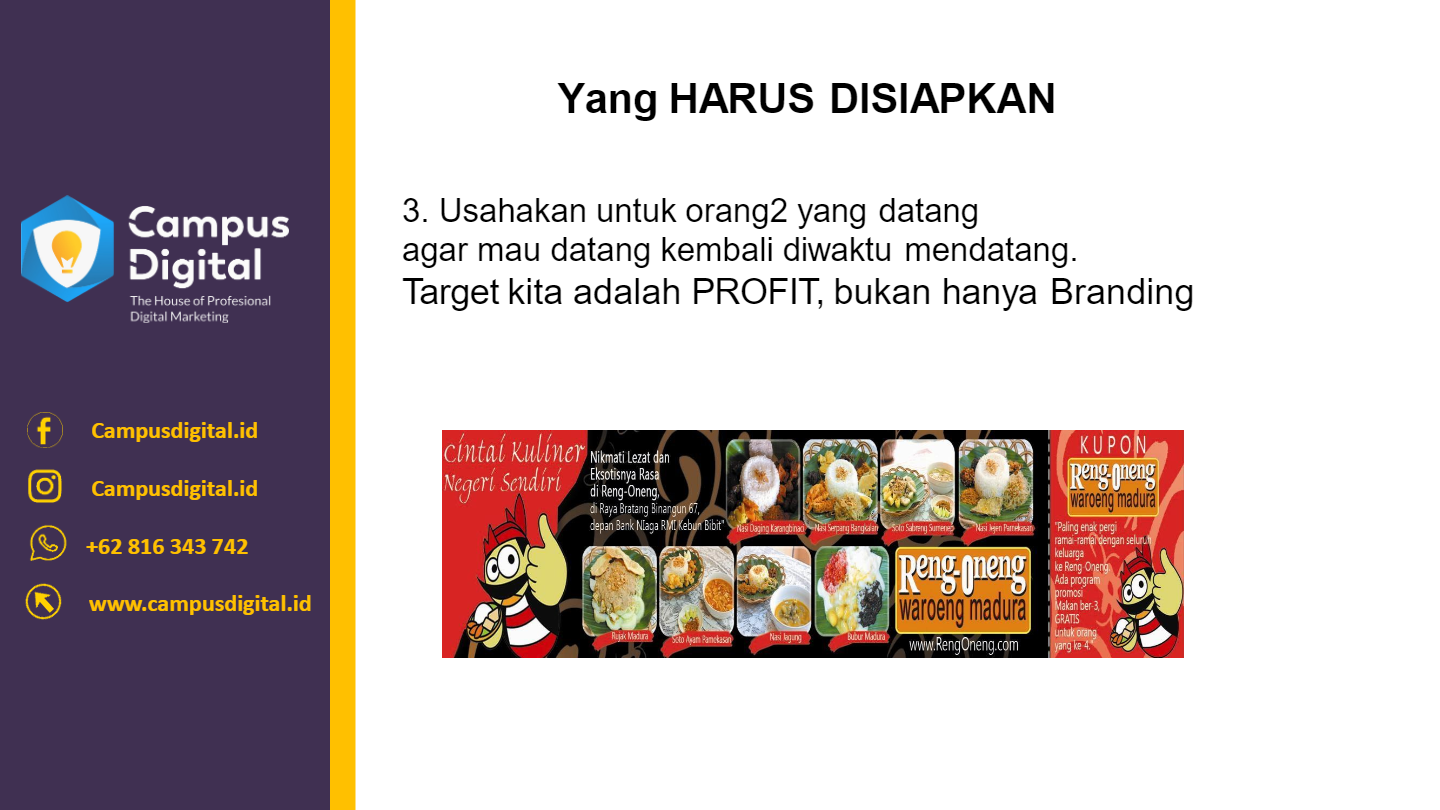 Campus
Digital
The House of Profesional
Digital Marketing
Campusdigital.id
Campusdigital.id
+62 816 343 742
www.campusdigital.id
Yang HARUS DISIAPKAN
3. Usahakan untuk orang2 yang datang
agar mau datang kembali diwaktu mendatang.
Target kita adalah PROFIT, bukan hanya Branding
Cintai Kuliner
Negeri Sendiri
Nikmati Lezat dan
Eksotisnya Rasa
di Reng-Oneng,
di Raya Bratang Binangun 67,
depan Bank NIaga RMI Kebun Bibit"
Nasi Daging Karangbinao
Nasi Serpang Bangkalan
Soto Sabreng Sumenep
Nasi Jejen Pamekasan
Rujak Madura
Soto Ayam Pamekasan
Nasi Jagung
Bubur Madura
Reng-Oneng
waroeng madura
www.RengOneng.com
KUPON
Reng-Oneng
waroeng madura
"Paling enak pergi
ramai-ramai dengan seluruh
keluarga
ke Reng-Oneng.
Ada program
promosi
Makan ber-3,
GRATIS
untuk orang
yang ke 4."